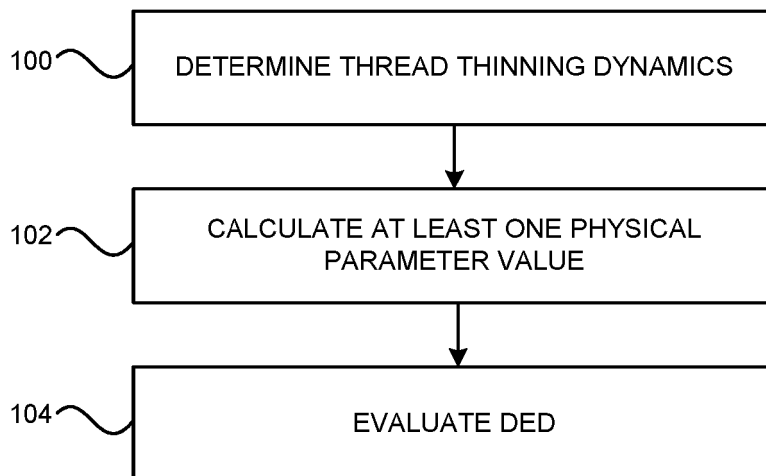 100
DETERMINE THREAD THINNING DYNAMICS
102
CALCULATE AT LEAST ONE PHYSICAL
PARAMETER VALUE
104
EVALUATE DED